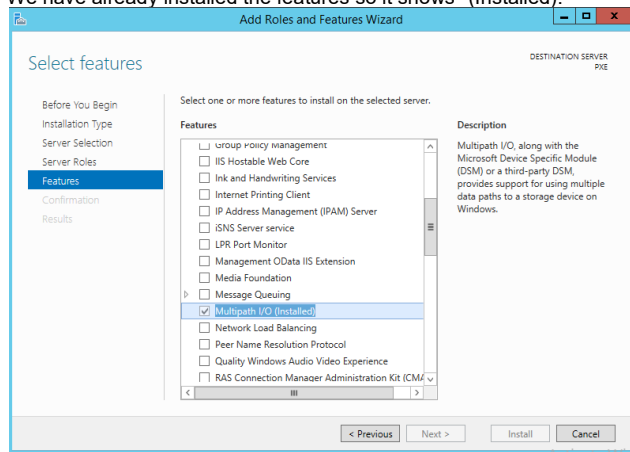 We have already installed the features so it shows "(Installed).
Add Roles and Features Wizard
Select features
DESTINATION SERVER
PXE
Before You Begin
Installation Type
Server Selection
Server Roles
Features
Confirmation
Results
Select one or more features to install on the selected server.
Features
Group Policy Management
IIS Hostable Web Core
Ink and Handwriting Services
Internet Printing Client
IP Address Management (IPAM) Server
iSNS Server service
LPR Port Monitor
Management OData IIS Extension
Media Foundation
Message Queuing
Multipath I/O (Installed)
Network Load Balancing
Peer Name Resolution Protocol
Quality Windows Audio Video Experience
RAS Connection Manager Administration Kit (CMA
Description
Multipath I/O, along with the
Microsoft Device Specific Module
(DSM) or a third-party DSM,
provides support for using multiple
data paths to a storage device on
Windows.
< Previous
Next >
Install
Cancel